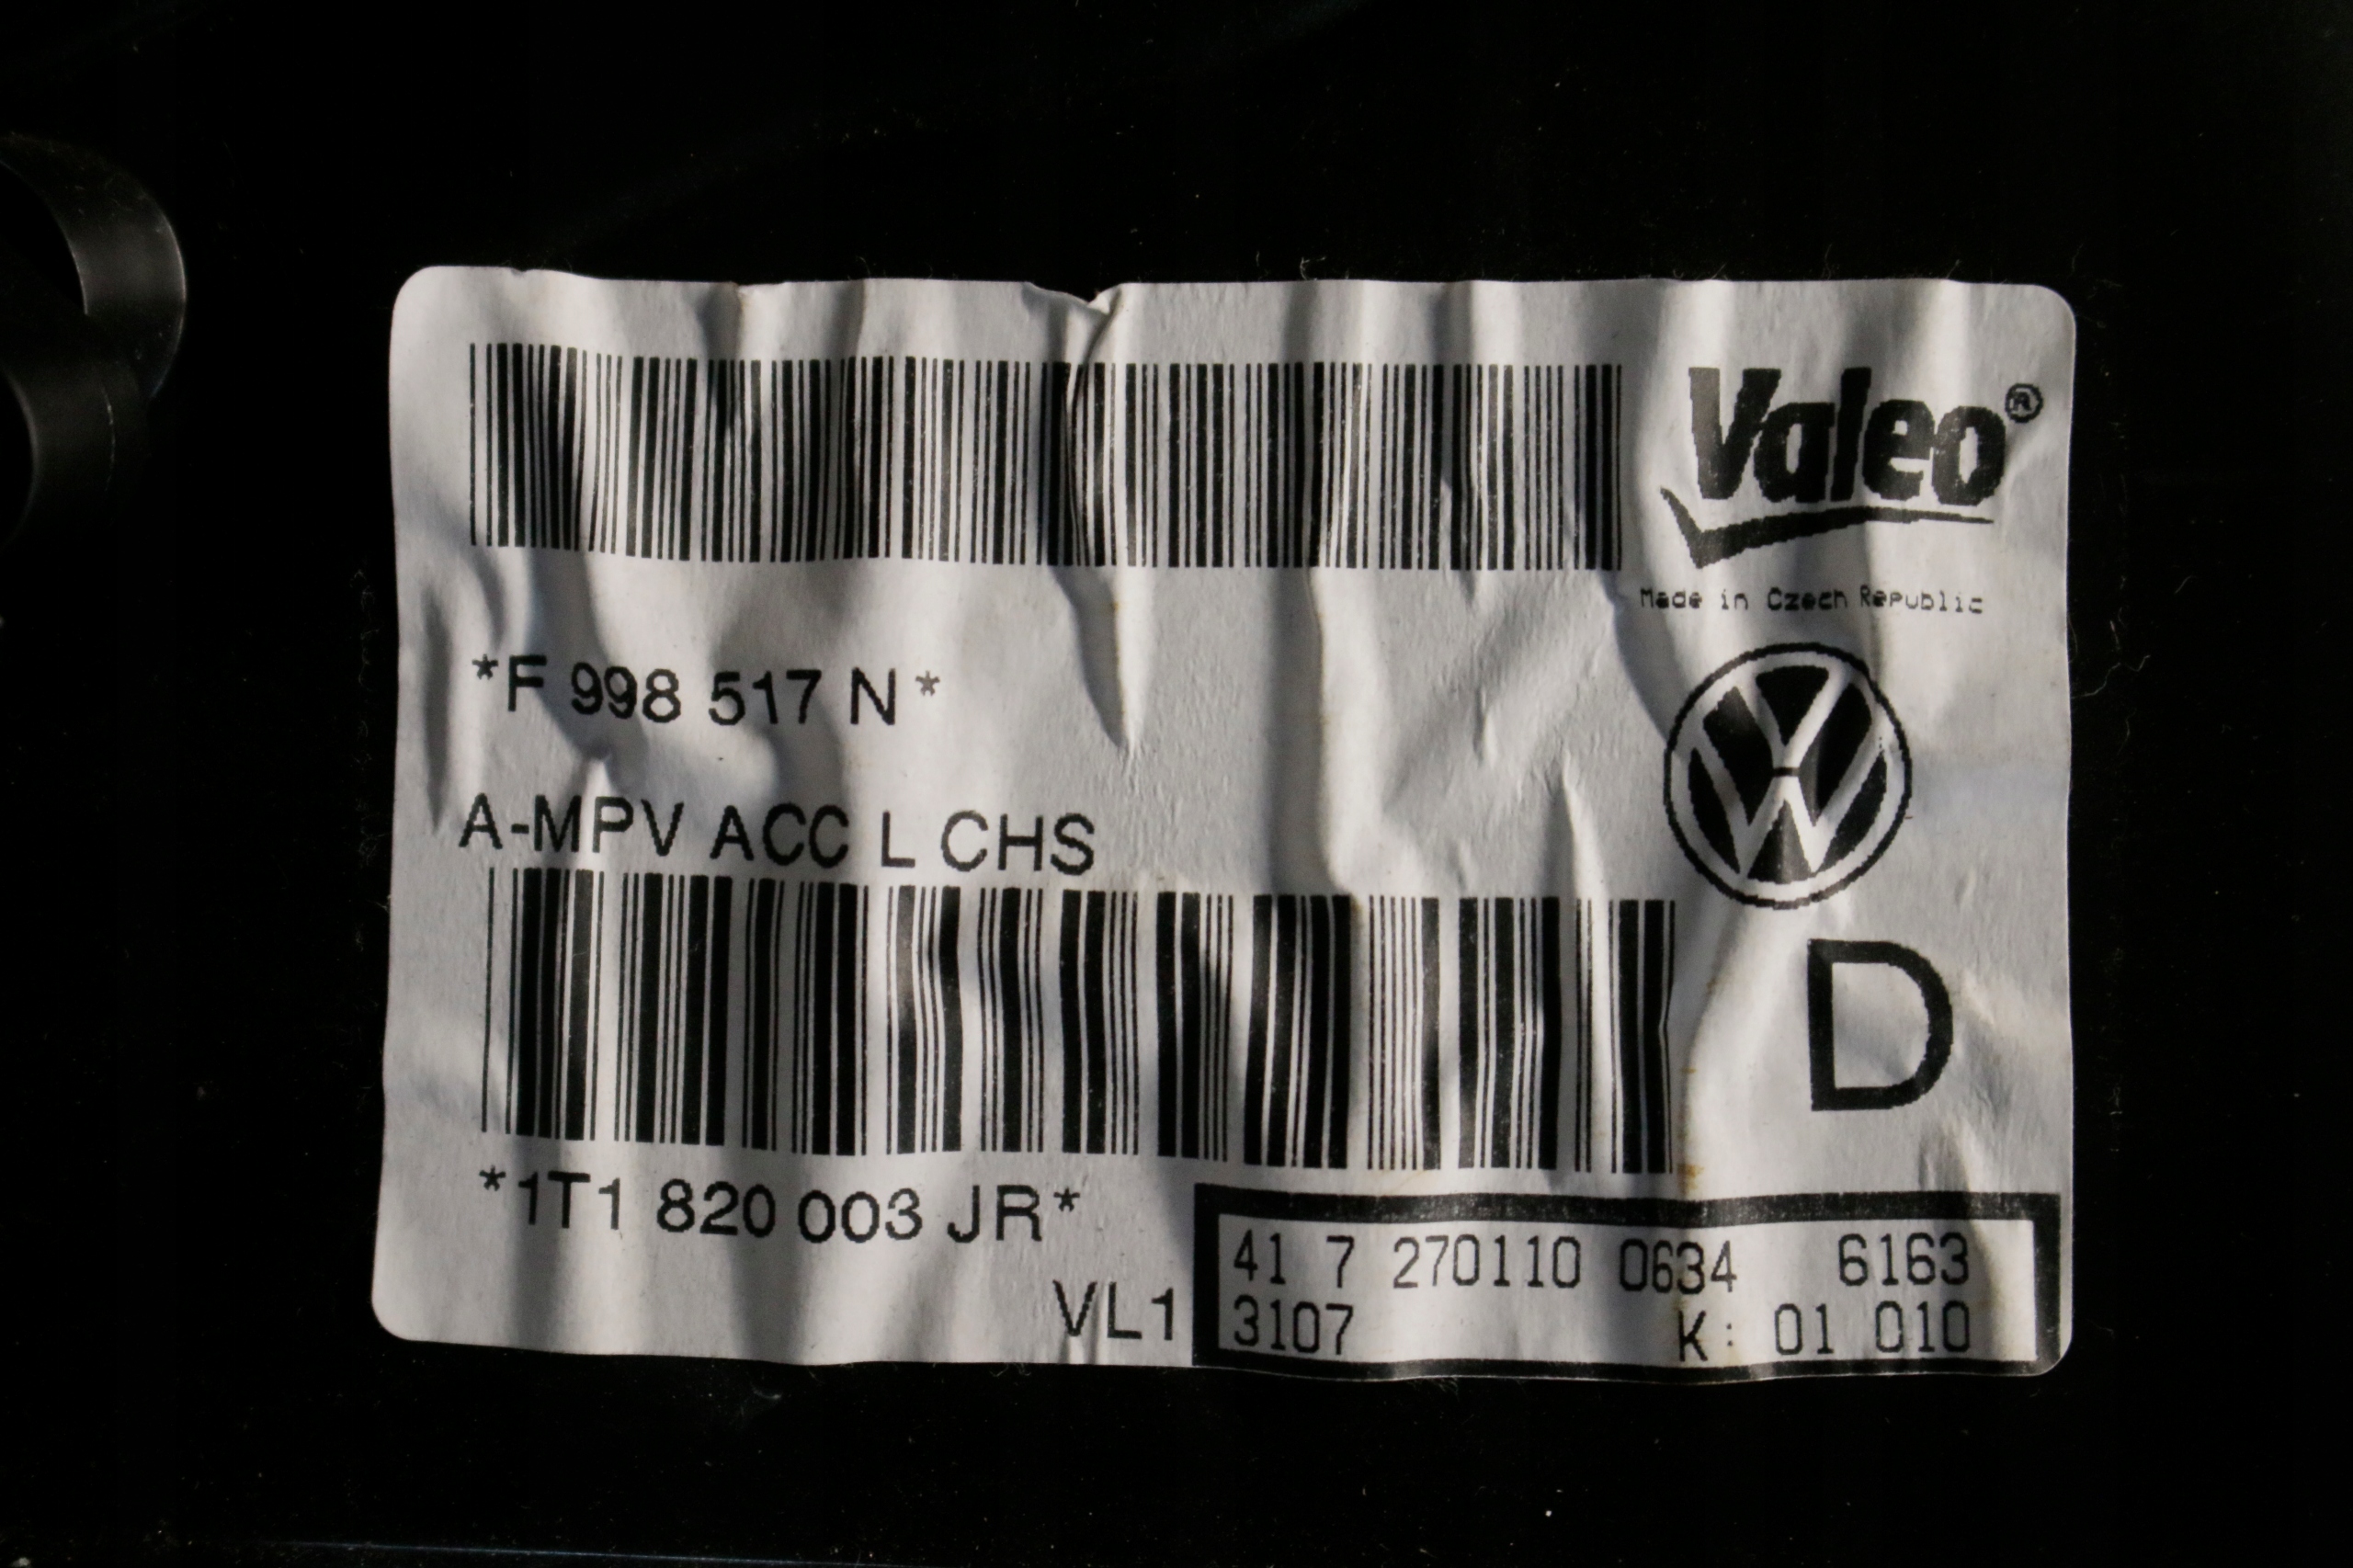 Valeo®
Made in Czech Republic
*F 998 517 N*
A-MPV ACC L CHS
D
*1T1 820 003 JR*
VL1
41 7 270110 0634 6163
3107 K: 01 010